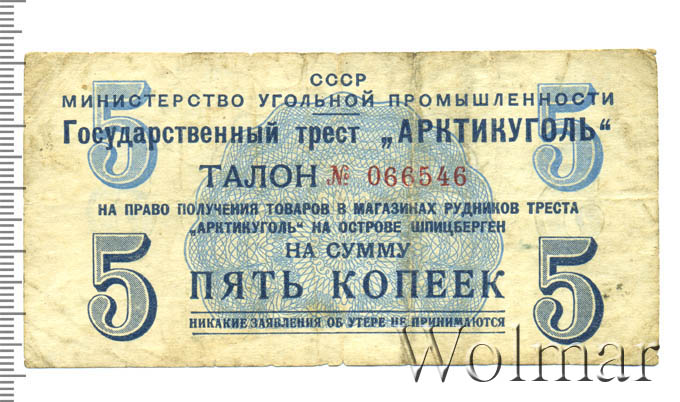 СССР
МИНИСТЕРСТВО УГОЛЬНОЙ ПРОМЫШЛЕННОСТИ
5 5
Государственный трест „АРКТИКУГОЛЬ“
ТАЛОН № 066546
НА ПРАВО ПОЛУЧЕНИЯ ТОВАРОВ В МАГАЗИНАХ РУДНИКОВ ТРЕСТА
„АРКТИКУГОЛЬ“ НА ОСТРОВЕ ШПИЦБЕРГЕН
НА СУММУ
5 ПЯТЬ КОПЕЕК 5
НИКАКИЕ ЗАЯВЛЕНИЯ ОБ УТЕРЕ НЕ ПРИНИМАЮТСЯ
Wolmar